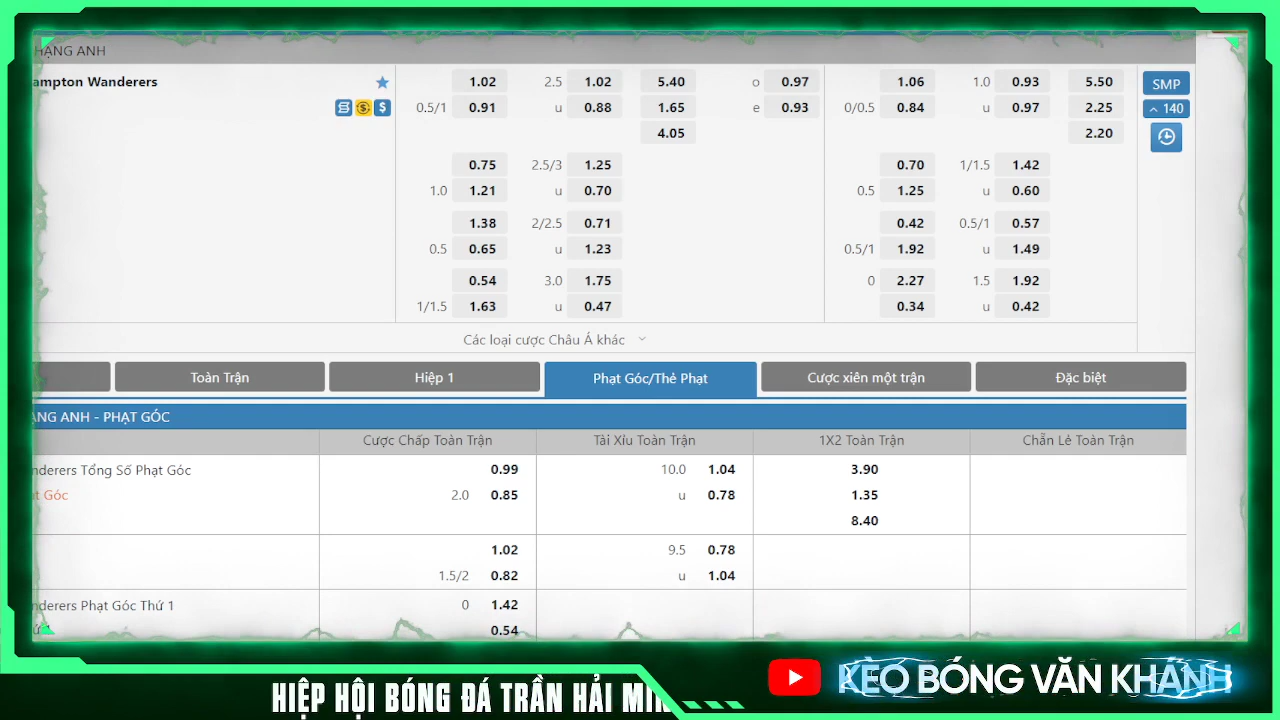 HẠNG ANH
ampton Wanderers 1.02 2.5 1.02 5.40 o 0.97 1.06 1.0 0.93 5.50 SMP
S $ $ 0.5/1 0.91 u 0.88 1.65 e 0.93 0/0.5 0.84 u 0.97 2.25 140
4.05 2.20
0.75 2.5/3 1.25 0.70 1/1.5 1.42
1.0 1.21 u 0.70 0.5 1.25 u 0.60
1.38 2/2.5 0.71 0.42 0.5/1 0.57
0.5 0.65 u 1.23 0.5/1 1.92 u 1.49
0.54 3.0 1.75 0 2.27 1.5 1.92
1/1.5 1.63 u 0.47 0.34 u 0.42
Các loại cược Châu Á khác
Toàn Trận Hiệp 1 Phạt Góc/Thẻ Phạt Cược xiên một trận Đặc biệt
ANG ANH - PHẠT GÓC
Cược Chấp Toàn Trận Tài Xíu Toàn Trận 1X2 Toàn Trận Chẵn Lẻ Toàn Trận
nderers Tổng Số Phạt Góc 0.99 10.0 1.04 3.90
Góc 2.0 0.85 u 0.78 1.35
8.40
1.02 9.5 0.78
1.5/2 0.82 u 1.04
nderers Phạt Góc Thứ 1 0 1.42
0.54
KÈO BÓNG VĂN KHÁNH
HIỆP HỘI BÓNG ĐÁ TRẦN HẢI